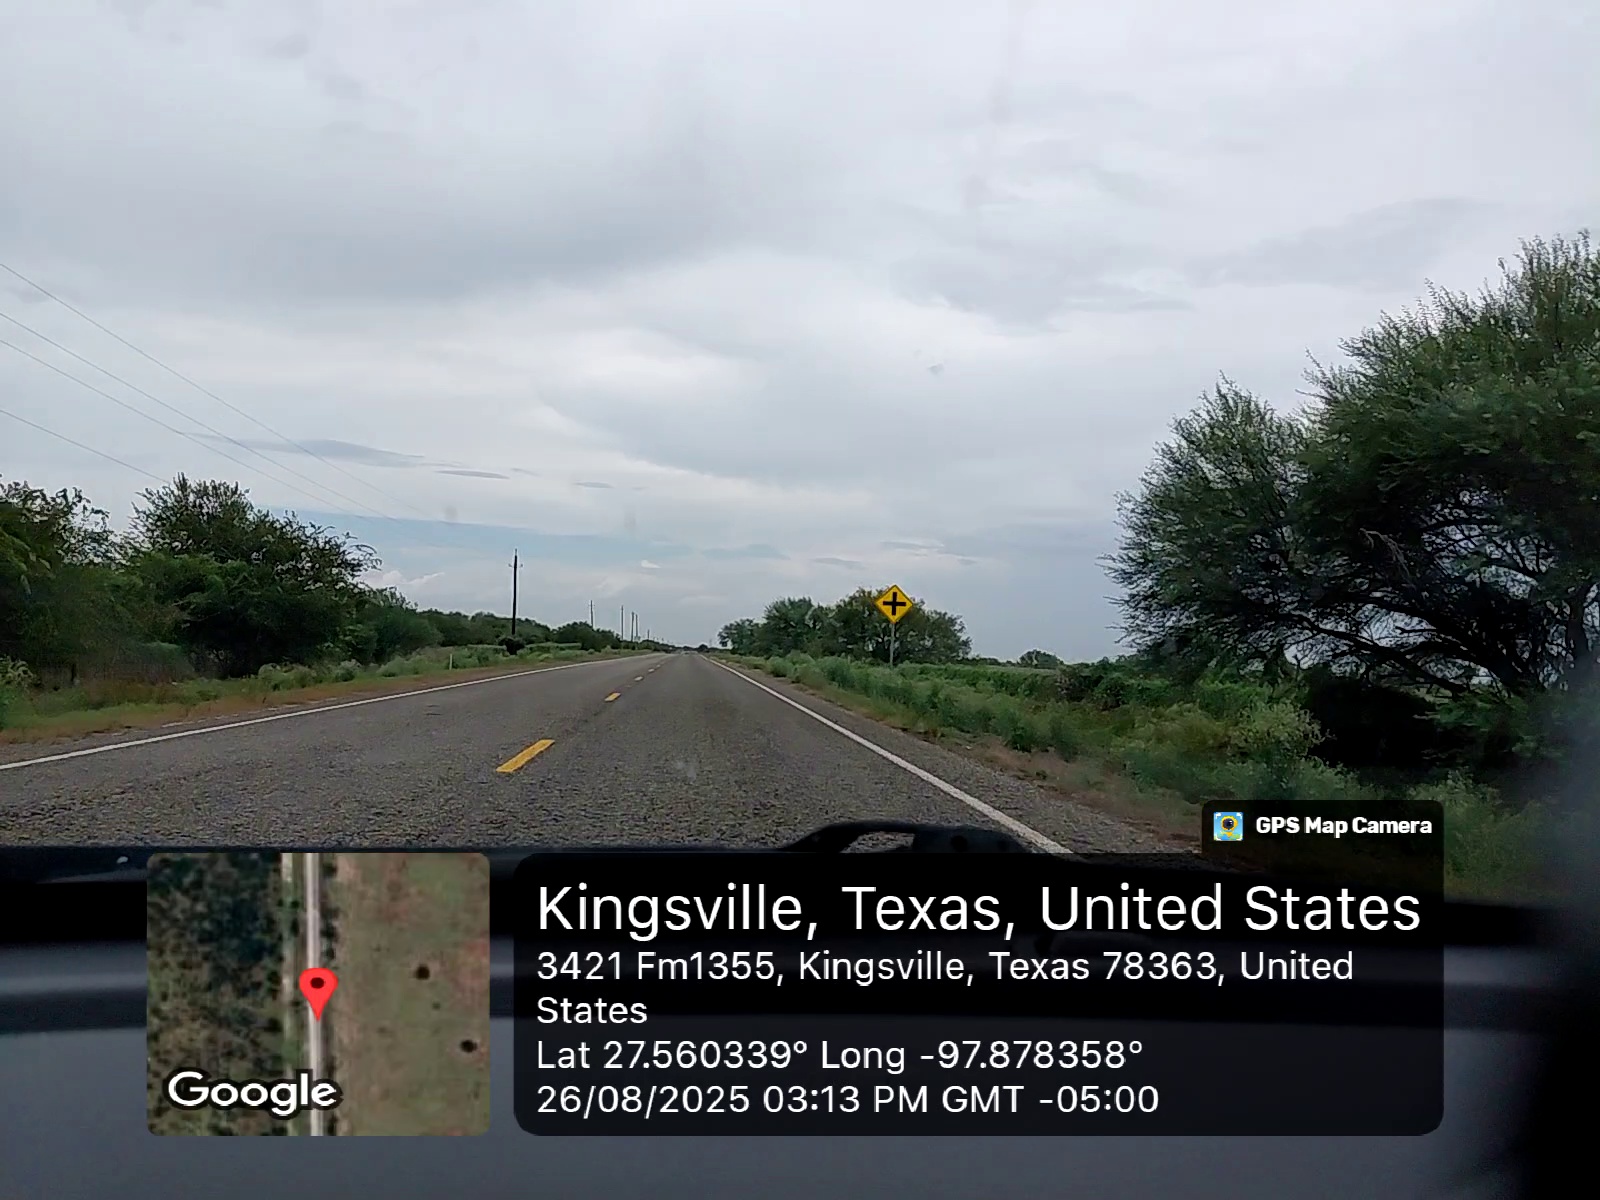 GPS Map Camera
Kingsville, Texas, United States
3421 Fm1355, Kingsville, Texas 78363, United
States
Lat 27.560339° Long -97.878358°
26/08/2025 03:13 PM GMT -05:00
Google